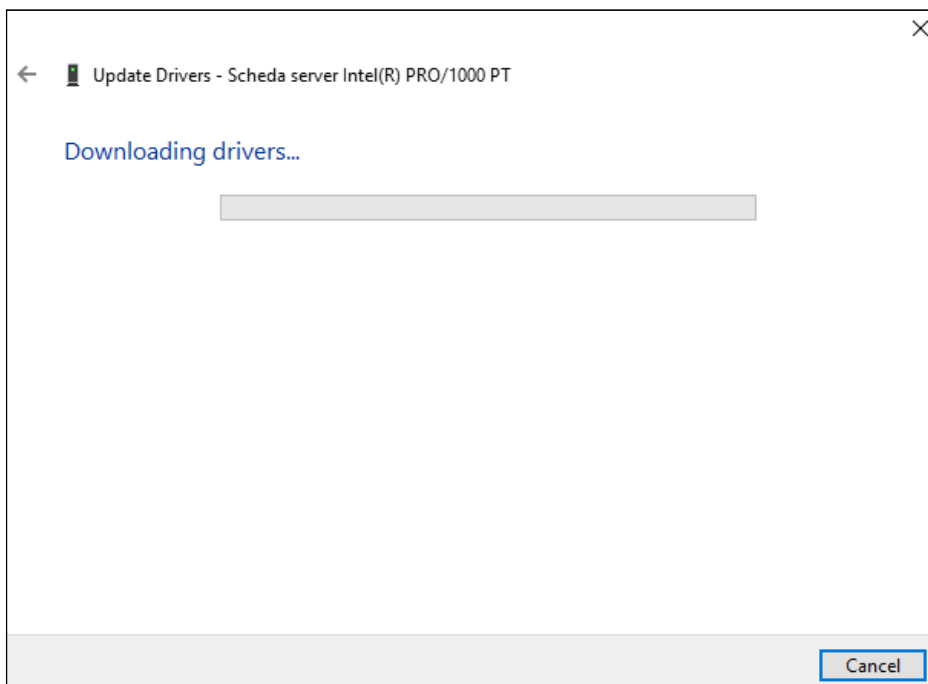 Update Drivers - Scheda server Intel(R) PRO/1000 PT
Downloading drivers...
Cancel